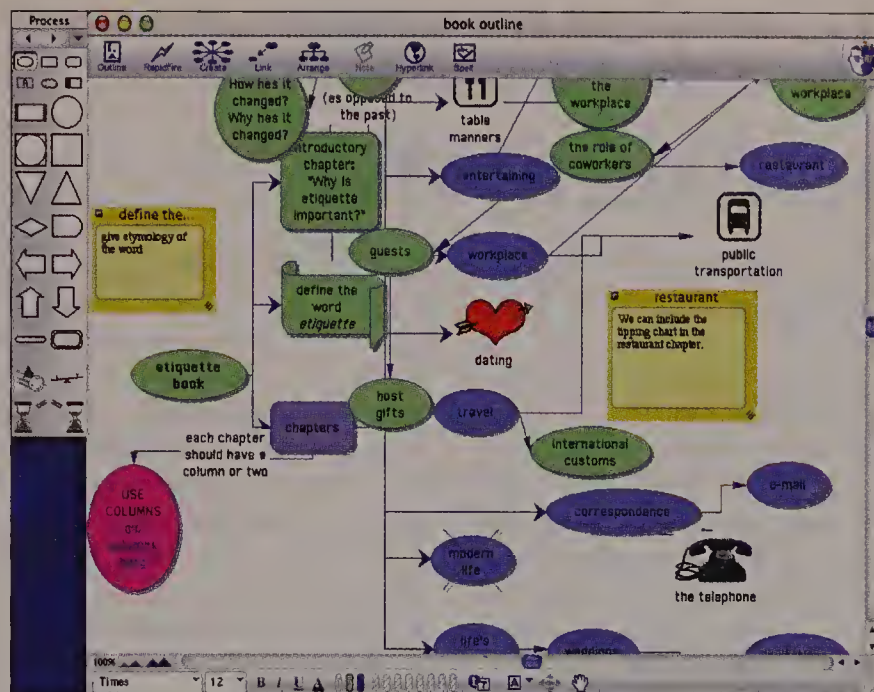 Process
book outline
Outline
RapidFire
Create
Link
Arrange
Note
Hyperlink
Spell
How has it
changed?
Why has it
changed?
(as opposed to
the past)
table
manners
the
workplace
workplace
introductory
chapter:
"Why is
etiquette
important?"
entertaining
the role of
coworkers
restaurant
define the...
give etymology of
the word
guests
workplace
public
transportation
define the
word
etiquette
dating
restaurant
We can include the
tipping chart in the
restaurant chapter.
etiquette
book
host
gifts
travel
chapters
each chapter
should have a
column or two
international
customs
USE
COLUMNS
correspondence
e-mail
modern
life
the telephone
life's
100%
Times
12
B I U A
A